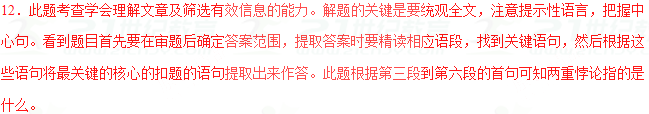 12．此题考查学会理解文章及筛选有效信息的能力。解题的关键是要统观全文，注意提示性语言，把握中
心句。看到题目首先要在审题后确定答案范围，提取答案时要精读相应语段，找到关键语句，然后根据这
些语句将最关键的核心的扣题的语句提取出来作答。此题根据第三段到第六段的首句可知两重悖论指的是
什么。